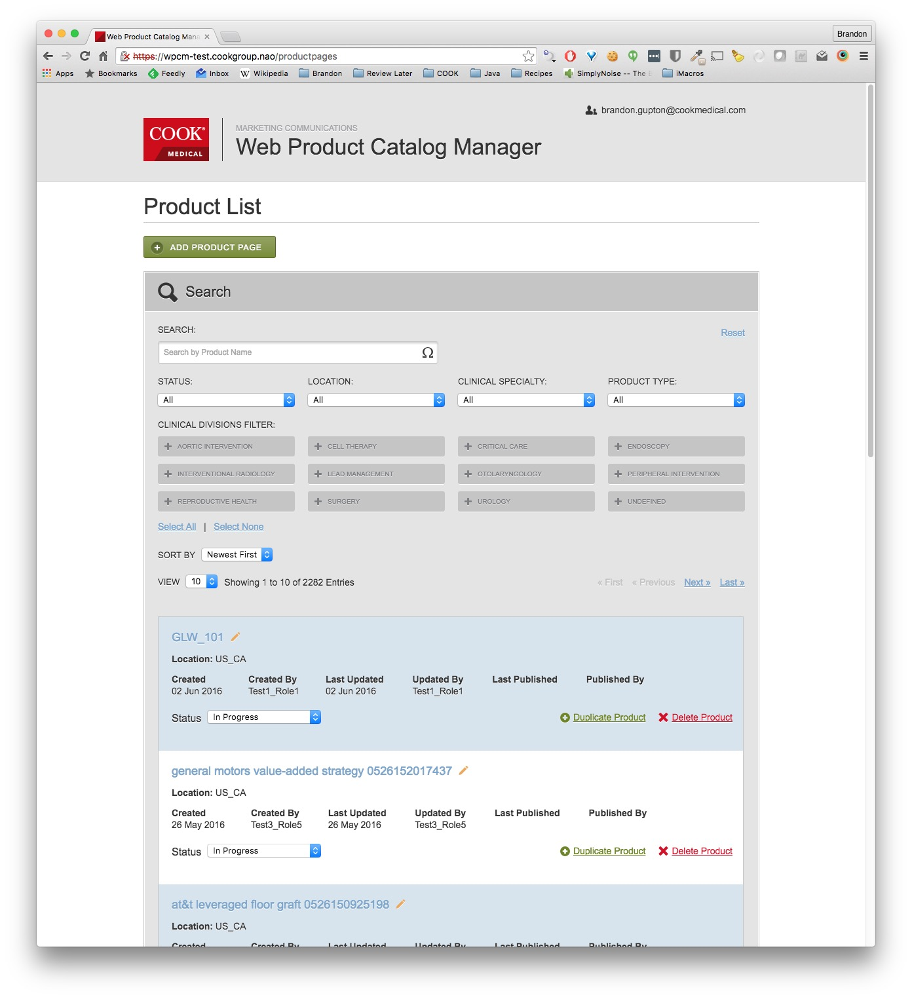 Web Product Catalog Mana
Brandon
https://wpcm-test.cookgroup.nao/productpages
Apps Bookmarks Feedly Inbox W Wikipedia Brandon Review Later COOK Java Recipes SimplyNoise -- The iMacros
brandon.gupton@cookmedical.com
COOK®
MEDICAL
MARKETING COMMUNICATIONS
Web Product Catalog Manager
Product List
ADD PRODUCT PAGE
Search
SEARCH:
Reset
Search by Product Name Ω
STATUS: LOCATION: CLINICAL SPECIALTY: PRODUCT TYPE:
All All All All
CLINICAL DIVISIONS FILTER:
AORTIC INTERVENTION CELL THERAPY CRITICAL CARE ENDOSCOPY
INTERVENTIONAL RADIOLOGY LEAD MANAGEMENT OTOLARYNGOLOGY PERIPHERAL INTERVENTION
REPRODUCTIVE HEALTH SURGERY UROLOGY UNDEFINED
Select All | Select None
SORT BY Newest First
VIEW 10 Showing 1 to 10 of 2282 Entries « First « Previous Next » Last »
GLW_101
Location: US_CA
Created Created By Last Updated Updated By Last Published Published By
02 Jun 2016 Test1_Role1 02 Jun 2016 Test1_Role1
Status In Progress Duplicate Product Delete Product
general motors value-added strategy 0526152017437
Location: US_CA
Created Created By Last Updated Updated By Last Published Published By
26 May 2016 Test3_Role5 26 May 2016 Test3_Role5
Status In Progress Duplicate Product Delete Product
at&t leveraged floor graft 0526150925198
Location: US_CA
Created Created By Last Updated Updated By Last Published Published By